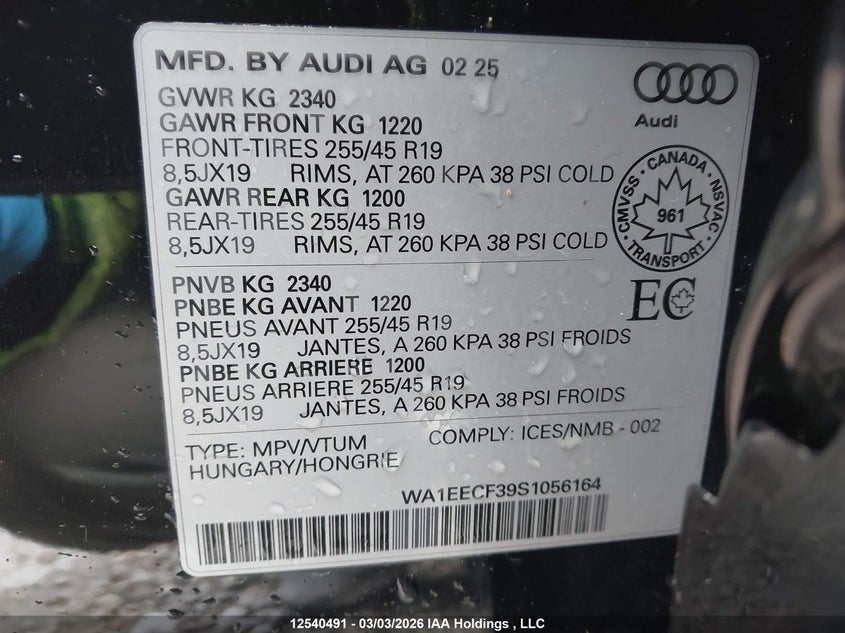 MFD. BY AUDI AG 02 25
Audi
GVWR KG 2340
GAWR FRONT KG 1220
FRONT-TIRES 255/45 R19
8,5JX19 RIMS, AT 260 KPA 38 PSI COLD
GAWR REAR KG 1200
REAR-TIRES 255/45 R19
8,5JX19 RIMS, AT 260 KPA 38 PSI COLD
CMVSS · CANADA · NSVAC
961
TRANSPORT
EC
PNVB KG 2340
PNBE KG AVANT 1220
PNEUS AVANT 255/45 R19
8,5JX19 JANTES, A 260 KPA 38 PSI FROIDS
PNBE KG ARRIERE 1200
PNEUS ARRIERE 255/45 R19
8,5JX19 JANTES, A 260 KPA 38 PSI FROIDS
TYPE: MPV/VTUM COMPLY: ICES/NMB - 002
HUNGARY/HONGRIE
WA1EECF39S1056164
12540491 - 03/03/2026 IAA Holdings , LLC